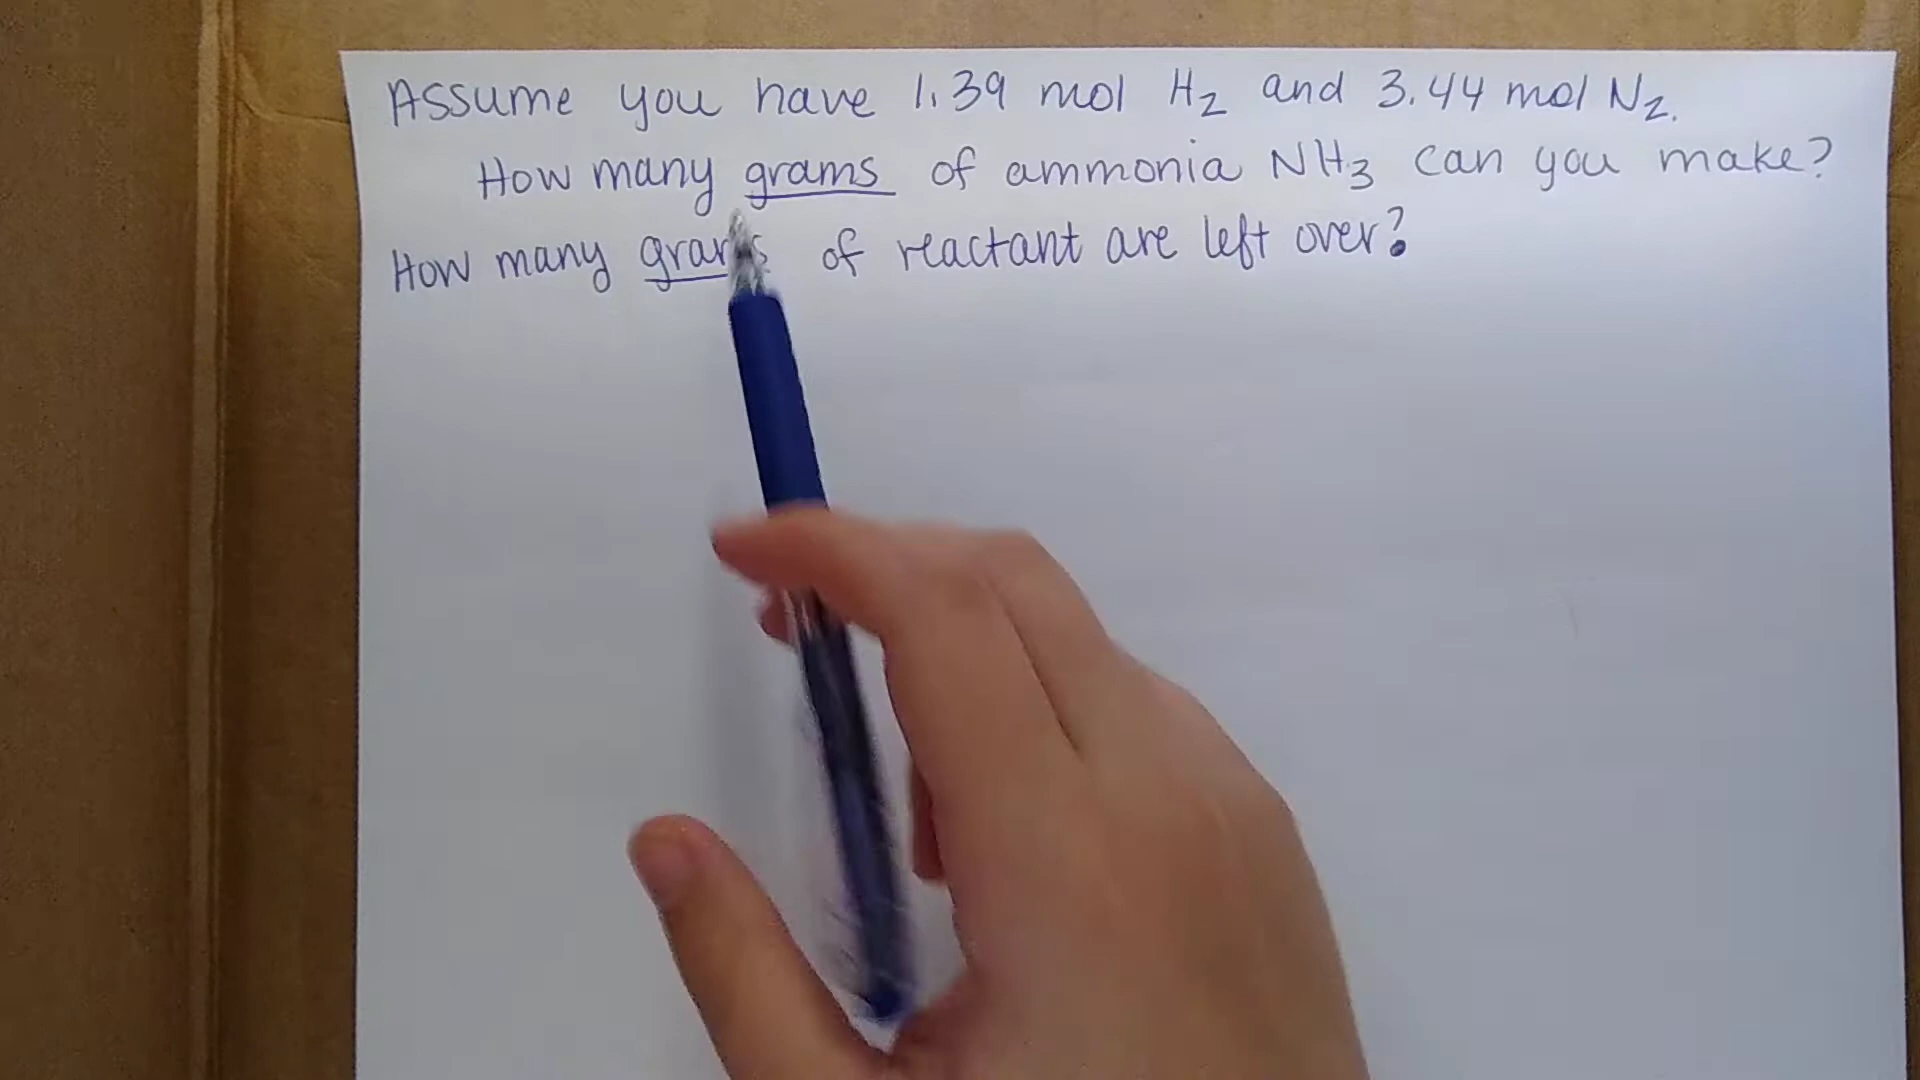 Assume you have 1.39 mol H₂ and 3.44 mol N₂.
How many grams of ammonia NH₃ can you make?
How many grams of reactant are left over?